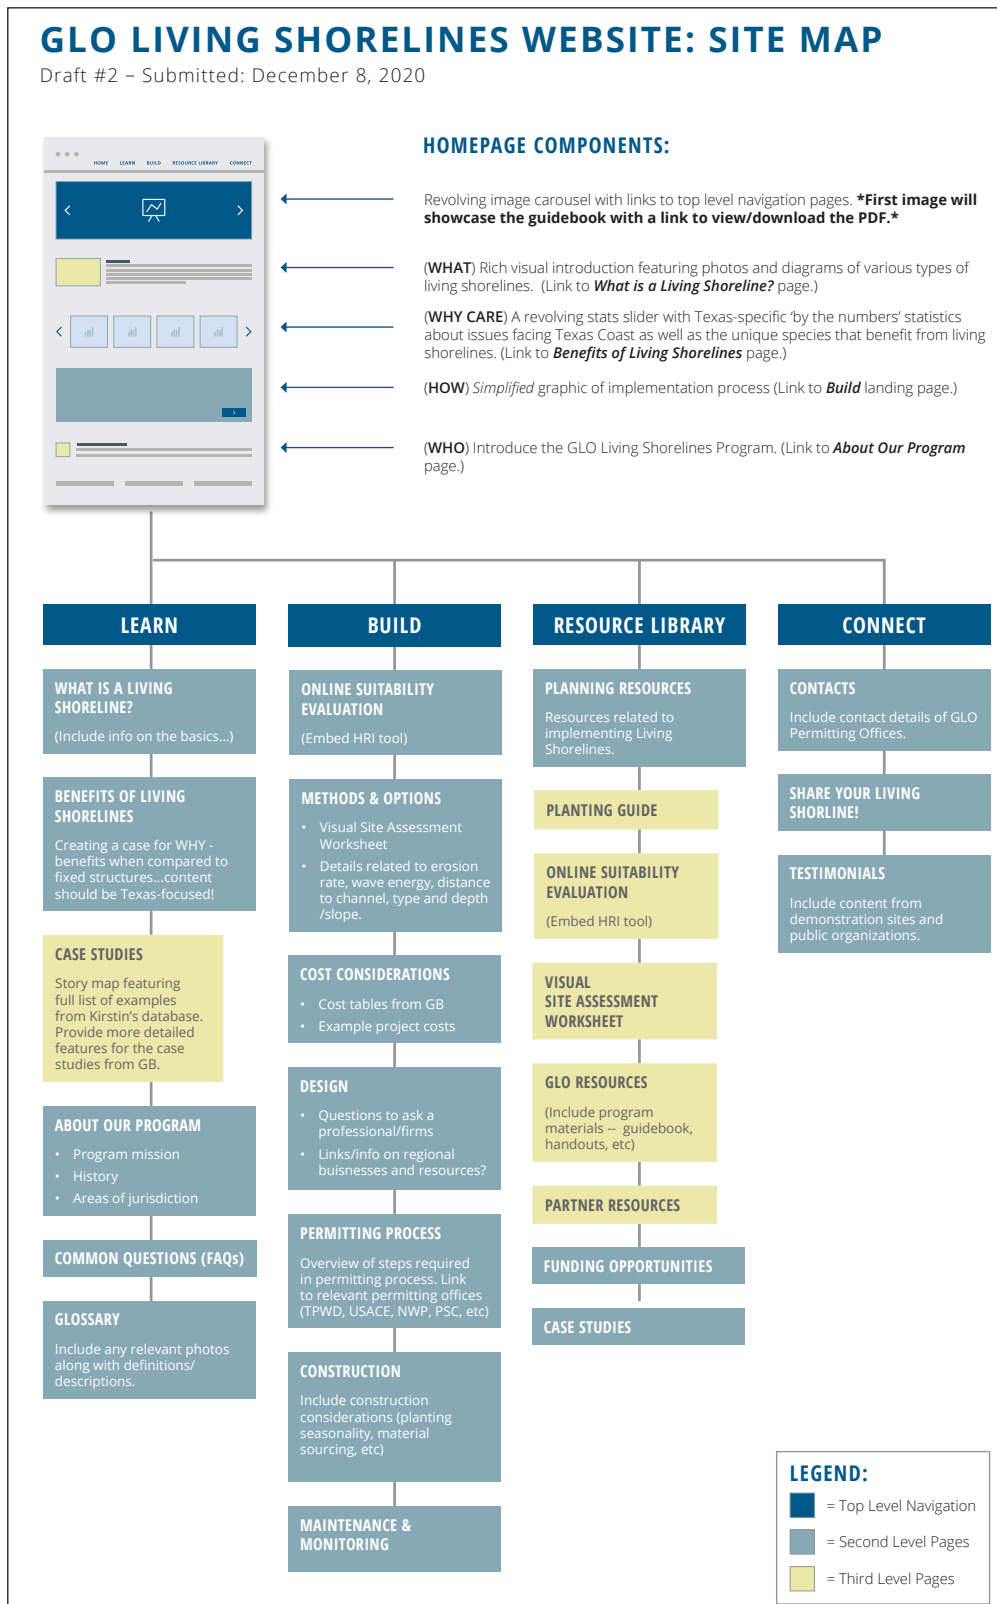 GLO LIVING SHORELINES WEBSITE: SITE MAP
Draft #2 – Submitted: December 8, 2020
HOME LEARN BUILD RESOURCE LIBRARY CONNECT
HOMEPAGE COMPONENTS:
Revolving image carousel with links to top level navigation pages. *First image will
showcase the guidebook with a link to view/download the PDF.*
(WHAT) Rich visual introduction featuring photos and diagrams of various types of
living shorelines. (Link to What is a Living Shoreline? page.)
(WHY CARE) A revolving stats slider with Texas-specific ‘by the numbers’ statistics
about issues facing Texas Coast as well as the unique species that benefit from living
shorelines. (Link to Benefits of Living Shorelines page.)
(HOW) Simplified graphic of implementation process (Link to Build landing page.)
(WHO) Introduce the GLO Living Shorelines Program. (Link to About Our Program
page.)
LEARN
WHAT IS A LIVING
SHORELINE?
(Include info on the basics...)
BENEFITS OF LIVING
SHORELINES
Creating a case for WHY -
benefits when compared to
fixed structures...content
should be Texas-focused!
CASE STUDIES
Story map featuring
full list of examples
from Kirstin’s database.
Provide more detailed
features for the case
studies from GB.
ABOUT OUR PROGRAM
• Program mission
• History
• Areas of jurisdiction
COMMON QUESTIONS (FAQs)
GLOSSARY
Include any relevant photos
along with definitions/
descriptions.
BUILD
ONLINE SUITABILITY
EVALUATION
(Embed HRI tool)
METHODS & OPTIONS
• Visual Site Assessment
Worksheet
• Details related to erosion
rate, wave energy, distance
to channel, type and depth
/slope.
COST CONSIDERATIONS
• Cost tables from GB
• Example project costs
DESIGN
• Questions to ask a
professional/firms
• Links/info on regional
buisnesses and resources?
PERMITTING PROCESS
Overview of steps required
in permitting process. Link
to relevant permitting offices
(TPWD, USACE, NWP, PSC, etc)
CONSTRUCTION
Include construction
considerations (planting
seasonality, material
sourcing, etc)
MAINTENANCE &
MONITORING
RESOURCE LIBRARY
PLANNING RESOURCES
Resources related to
implementing Living
Shorelines.
PLANTING GUIDE
ONLINE SUITABILITY
EVALUATION
(Embed HRI tool)
VISUAL
SITE ASSESSMENT
WORKSHEET
GLO RESOURCES
(Include program
materials -- guidebook,
handouts, etc)
PARTNER RESOURCES
FUNDING OPPORTUNITIES
CASE STUDIES
CONNECT
CONTACTS
Include contact details of GLO
Permitting Offices.
SHARE YOUR LIVING
SHORLINE!
TESTIMONIALS
Include content from
demonstration sites and
public organizations.
LEGEND:
= Top Level Navigation
= Second Level Pages
= Third Level Pages